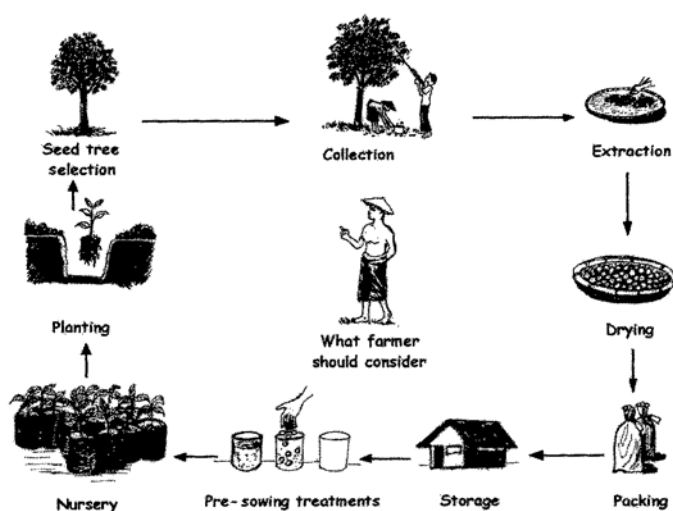 Seed tree
selection
Collection
Extraction
Planting
What farmer
should consider
Drying
Nursery
Pre-sowing treatments
Storage
Packing